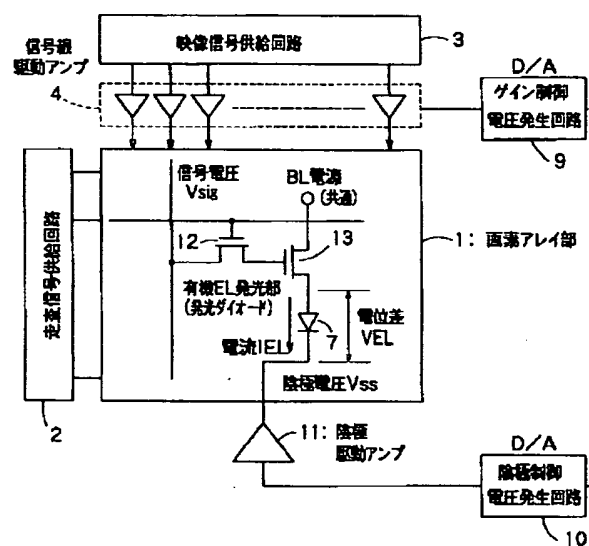 映像信号供給回路
3
信号線
駆動アンプ
4
D/A
ゲイン制御
電圧発生回路
9
走査信号供給回路
2
信号電圧
Vsig
BL電源
(共通)
12
13
1: 画素アレイ部
有機EL発光部
(発光ダイオード)
7
電位差
VEL
電流IEL
陰極電圧Vss
11: 陰極
駆動アンプ
D/A
陰極制御
電圧発生回路
10